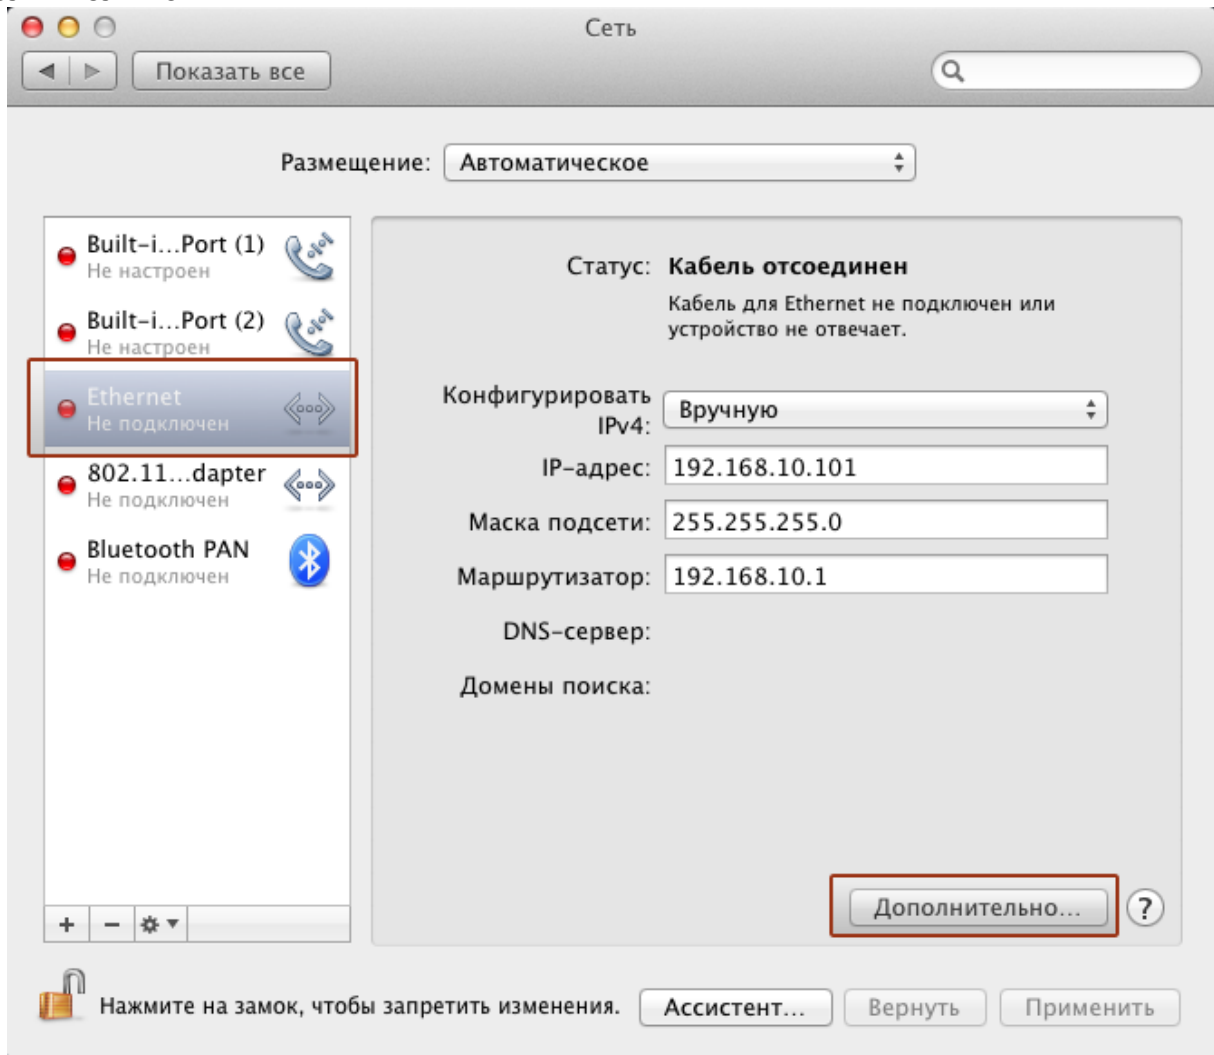 Сеть
Показать все
Размещение: Автоматическое
Built-i...Port (1)
Не настроен
Built-i...Port (2)
Не настроен
Ethernet
Не подключен
802.11...dapter
Не подключен
Bluetooth PAN
Не подключен
Статус: Кабель отсоединен
Кабель для Ethernet не подключен или
устройство не отвечает.
Конфигурировать
IPv4: Вручную
IP-адрес: 192.168.10.101
Маска подсети: 255.255.255.0
Маршрутизатор: 192.168.10.1
DNS-сервер:
Домены поиска:
Дополнительно... ?
Нажмите на замок, чтобы запретить изменения. Ассистент... Вернуть Применить